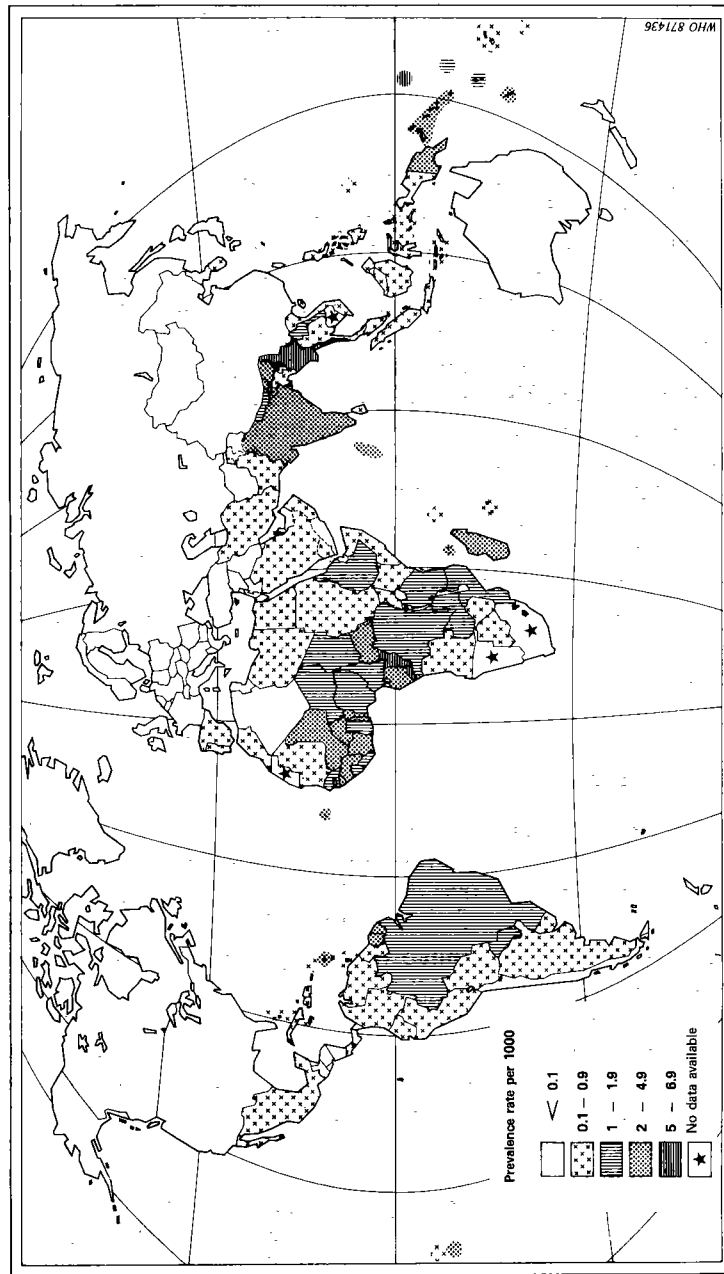 Prevalence rate per 1000
< 0.1
0.1 – 0.9
1 – 1.9
2 – 4.9
5 – 6.9
No data available
WHO 871436